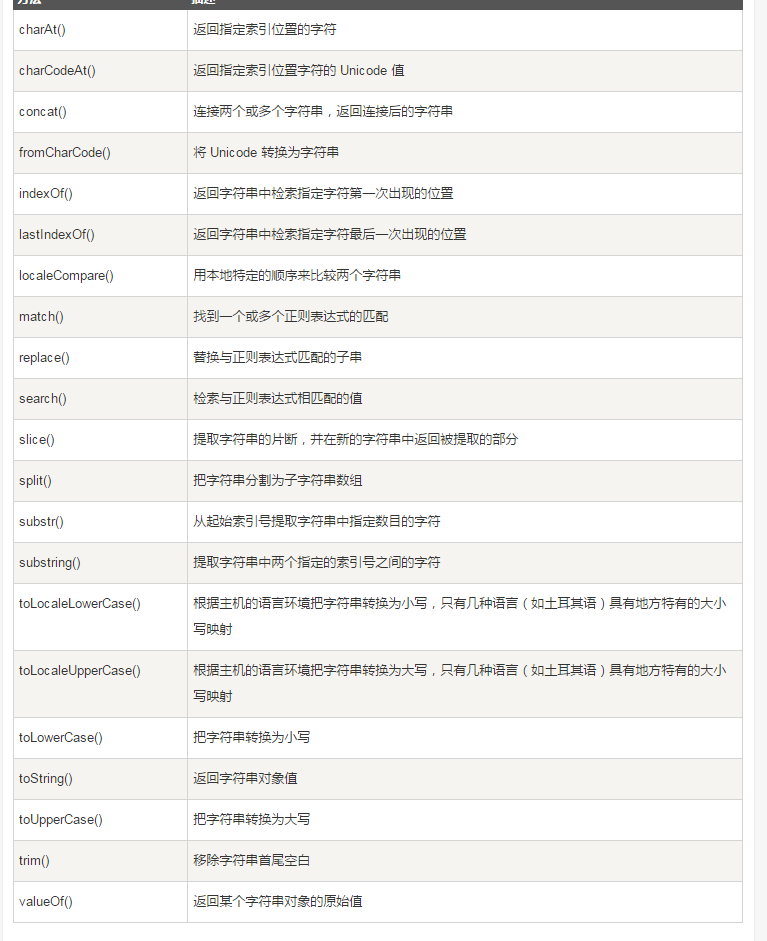 方法 描述
charAt() 返回指定索引位置的字符
charCodeAt() 返回指定索引位置字符的 Unicode 值
concat() 连接两个或多个字符串，返回连接后的字符串
fromCharCode() 将 Unicode 转换为字符串
indexOf() 返回字符串中检索指定字符第一次出现的位置
lastIndexOf() 返回字符串中检索指定字符最后一次出现的位置
localeCompare() 用本地特定的顺序来比较两个字符串
match() 找到一个或多个正则表达式的匹配
replace() 替换与正则表达式匹配的子串
search() 检索与正则表达式相匹配的值
slice() 提取字符串的片断，并在新的字符串中返回被提取的部分
split() 把字符串分割为子字符串数组
substr() 从起始索引号提取字符串中指定数目的字符
substring() 提取字符串中两个指定的索引号之间的字符
toLocaleLowerCase() 根据主机的语言环境把字符串转换为小写，只有几种语言（如土耳其语）具有地方特有的大小
写映射
toLocaleUpperCase() 根据主机的语言环境把字符串转换为大写，只有几种语言（如土耳其语）具有地方特有的大小
写映射
toLowerCase() 把字符串转换为小写
toString() 返回字符串对象值
toUpperCase() 把字符串转换为大写
trim() 移除字符串首尾空白
valueOf() 返回某个字符串对象的原始值